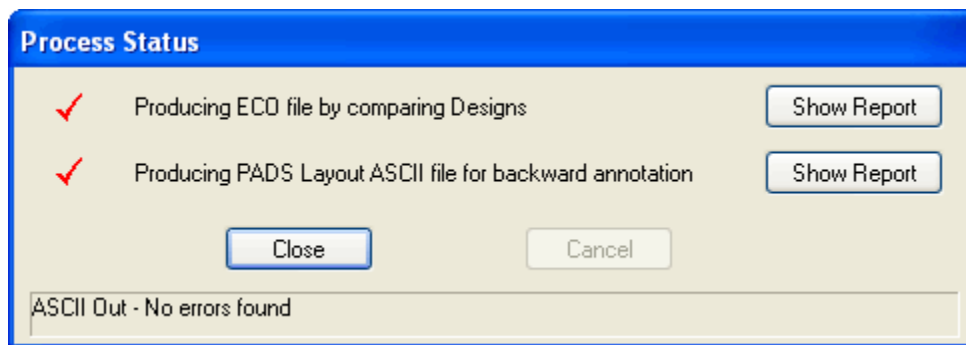 Process Status
Producing ECO file by comparing Designs
Show Report
Producing PADS Layout ASCII file for backward annotation
Show Report
Close
Cancel
ASCII Out - No errors found